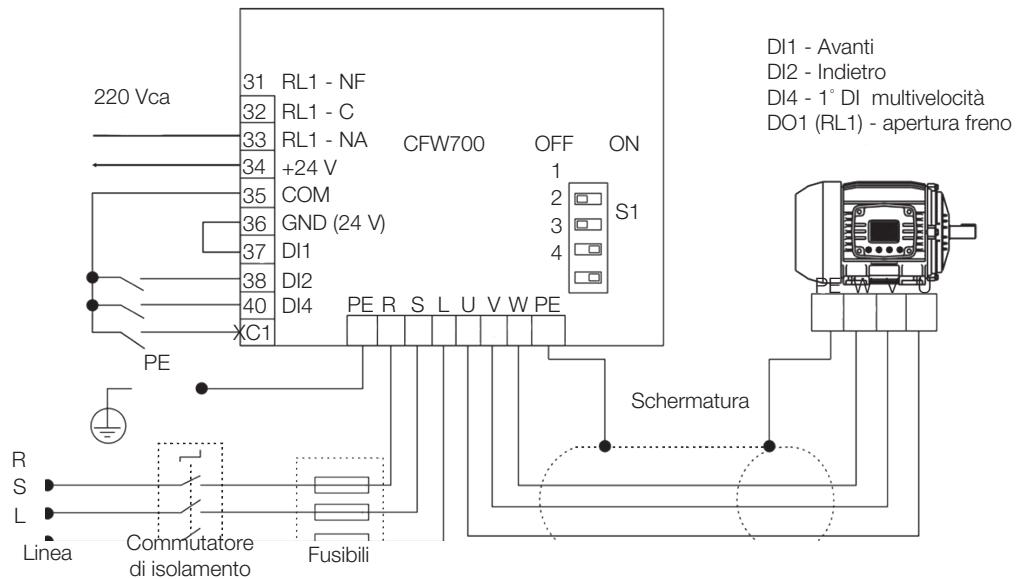 220 Vca
31 RL1 - NF
32 RL1 - C
33 RL1 - NA
34 +24 V
35 COM
36 GND (24 V)
37 DI1
38 DI2
40 DI4
XC1
PE
CFW700
OFF ON
1
2
3
4
S1
PE R S L U V W PE
DI1 - Avanti
DI2 - Indietro
DI4 - 1° DI multivelocità
DO1 (RL1) - apertura freno
PE W V U
Schermatura
R
S
L
Linea
Commutatore
di isolamento
Fusibili